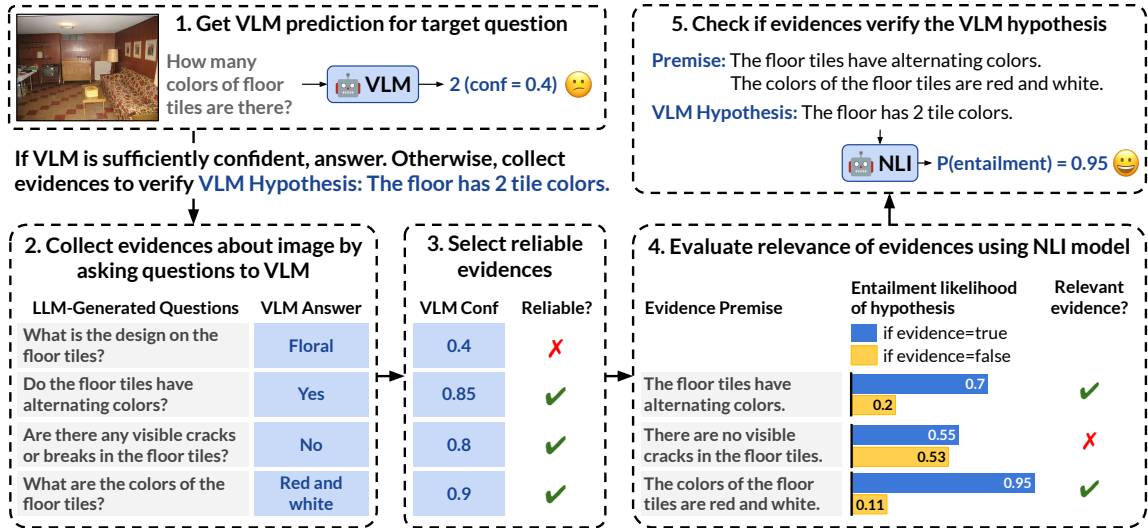 1. Get VLM prediction for target question
How many
colors of floor
tiles are there?
VLM
2 (conf = 0.4)
If VLM is sufficiently confident, answer. Otherwise, collect
evidences to verify VLM Hypothesis: The floor has 2 tile colors.
2. Collect evidences about image by
asking questions to VLM
LLM-Generated Questions
VLM Answer
What is the design on the
floor tiles?
Floral
Do the floor tiles have
alternating colors?
Yes
Are there any visible cracks
or breaks in the floor tiles?
No
What are the colors of the
floor tiles?
Red and
white
3. Select reliable
evidences
VLM Conf
Reliable?
0.4
✗
0.85
✔
0.8
✔
0.9
✔
4. Evaluate relevance of evidences using NLI model
Evidence Premise
Entailment likelihood
of hypothesis
if evidence=true
if evidence=false
Relevant
evidence?
The floor tiles have
alternating colors.
0.7
0.2
✔
There are no visible
cracks in the floor tiles.
0.55
0.53
✗
The colors of the floor
tiles are red and white.
0.95
0.11
✔
5. Check if evidences verify the VLM hypothesis
Premise: The floor tiles have alternating colors.
The colors of the floor tiles are red and white.
VLM Hypothesis: The floor has 2 tile colors.
NLI
P(entailment) = 0.95